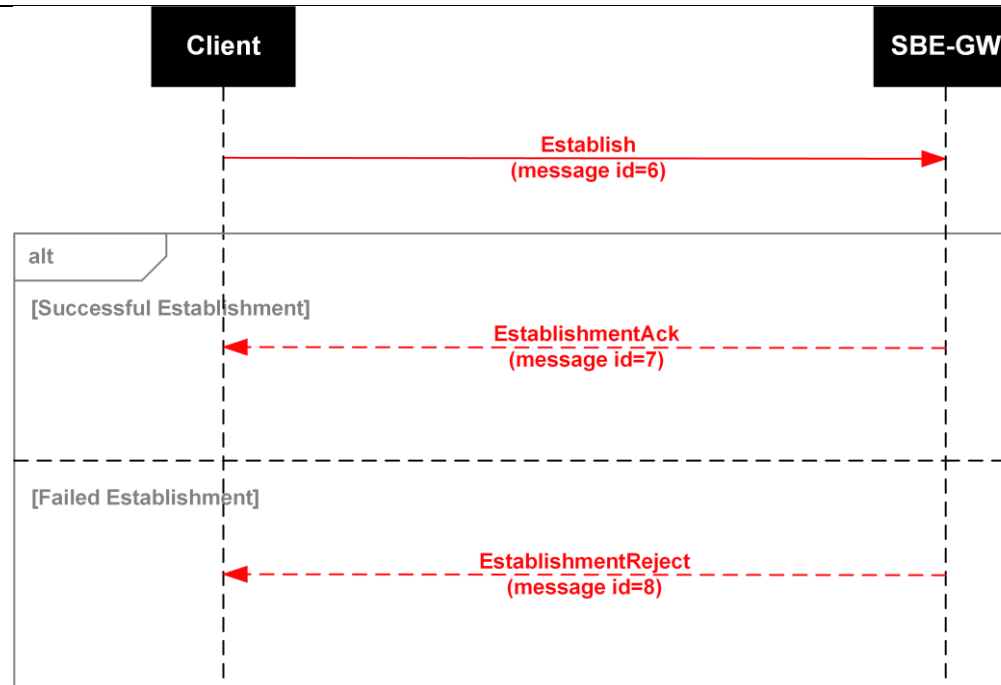 Client
SBE-GW
Establish
(message id=6)
alt
[Successful Establishment]
EstablishmentAck
(message id=7)
[Failed Establishment]
EstablishmentReject
(message id=8)